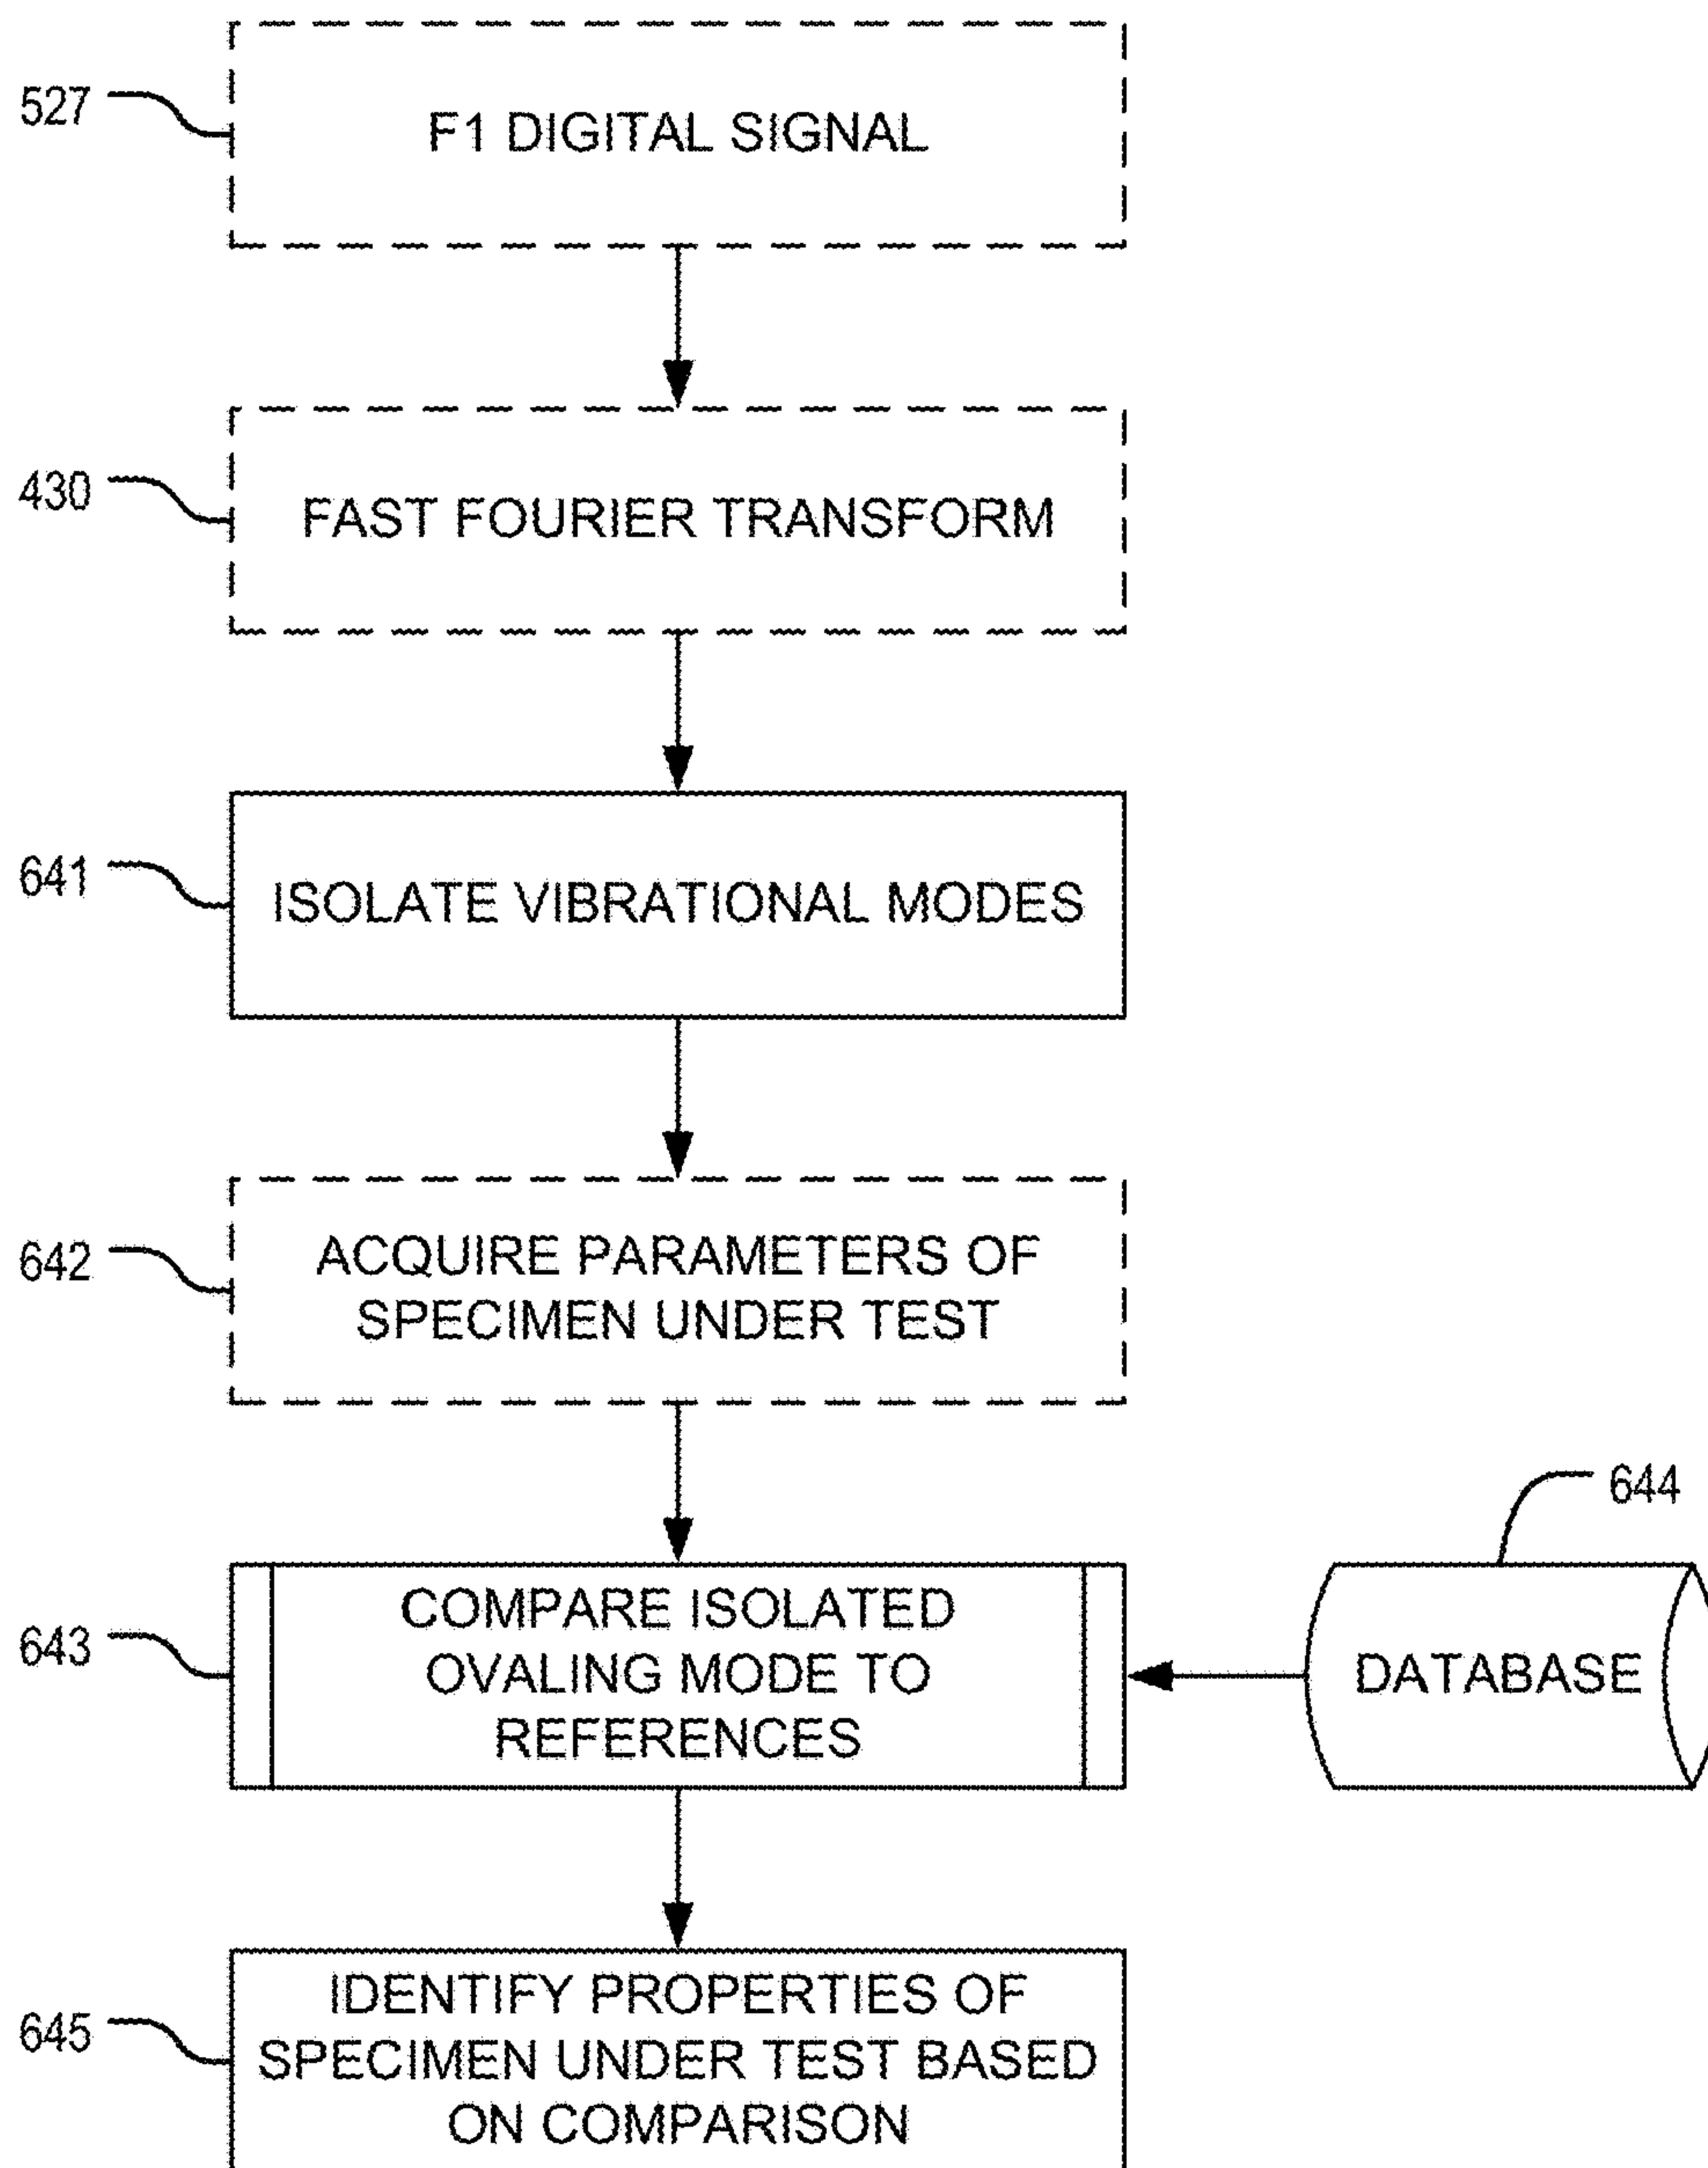 527
F1 DIGITAL SIGNAL
430
FAST FOURIER TRANSFORM
641
ISOLATE VIBRATIONAL MODES
642
ACQUIRE PARAMETERS OF
SPECIMEN UNDER TEST
644
643
COMPARE ISOLATED
OVALING MODE TO
REFERENCES
DATABASE
645
IDENTIFY PROPERTIES OF
SPECIMEN UNDER TEST BASED
ON COMPARISON